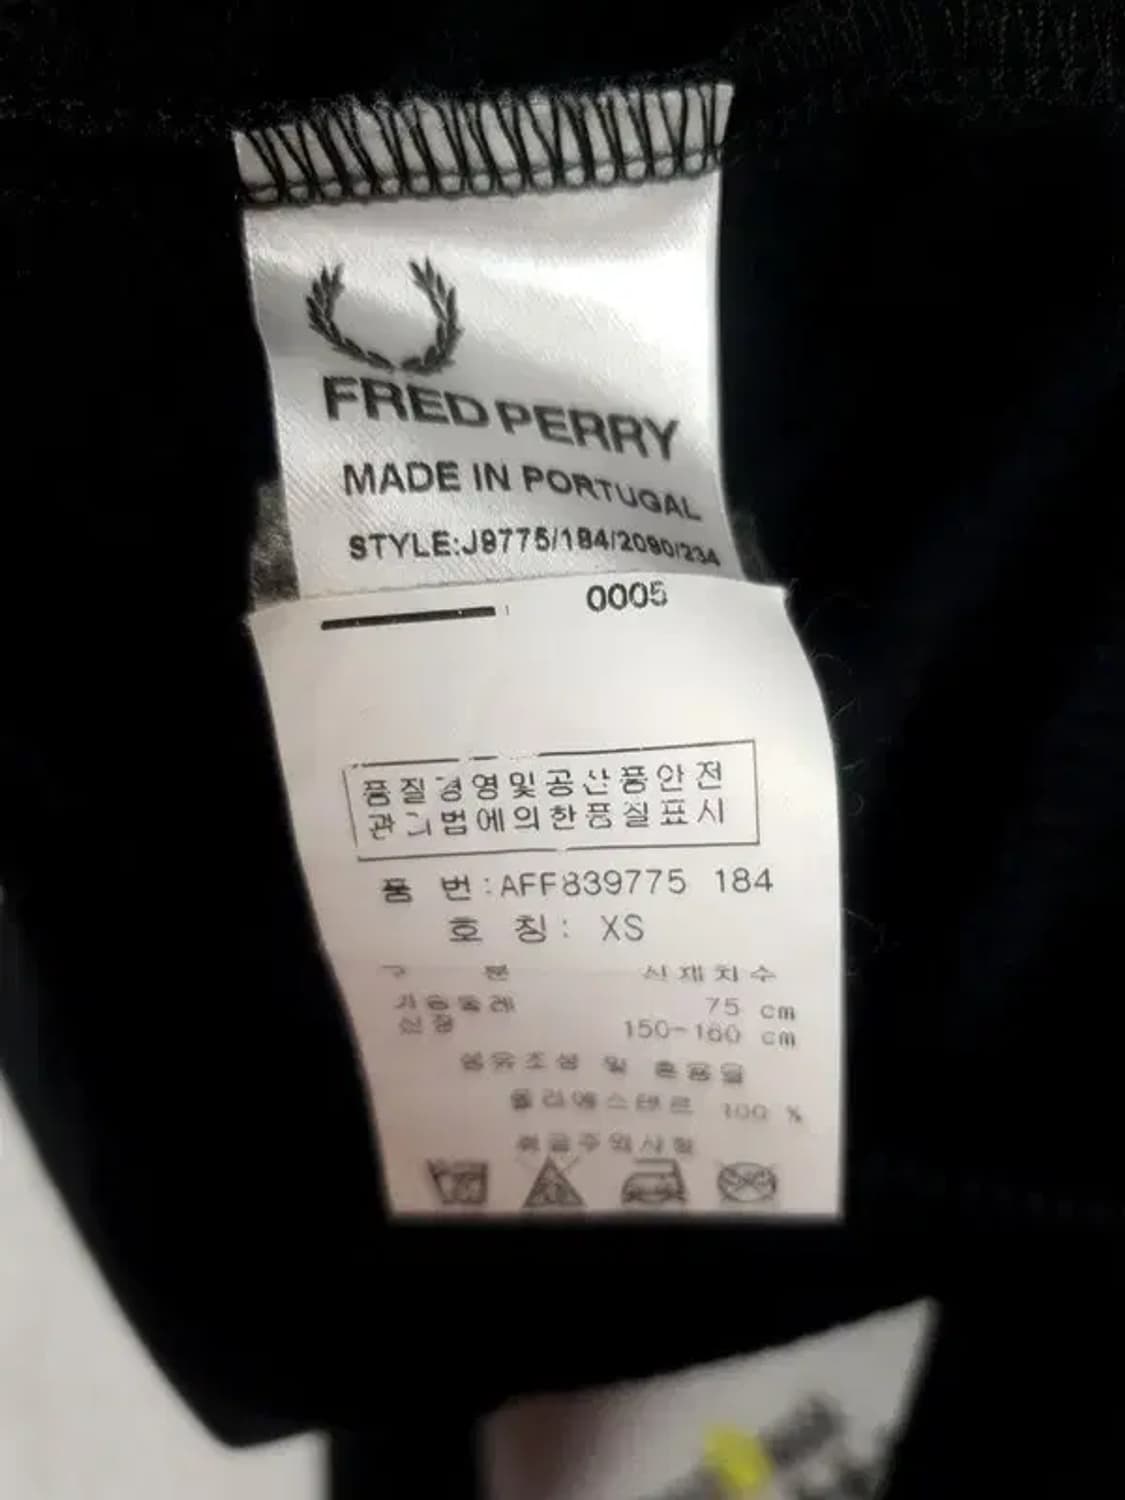 FRED PERRY
MADE IN PORTUGAL
STYLE:J9775/184/2090/234
0005
품질경영및공산품안전
관리법에의한품질표시
품 번:AFF839775 184
호 칭: XS
구 분 신체치수
가슴둘레 75 cm
신장 150-160 cm
섬유조성 및 혼용율
폴리에스테르 100 %
취급주의사항